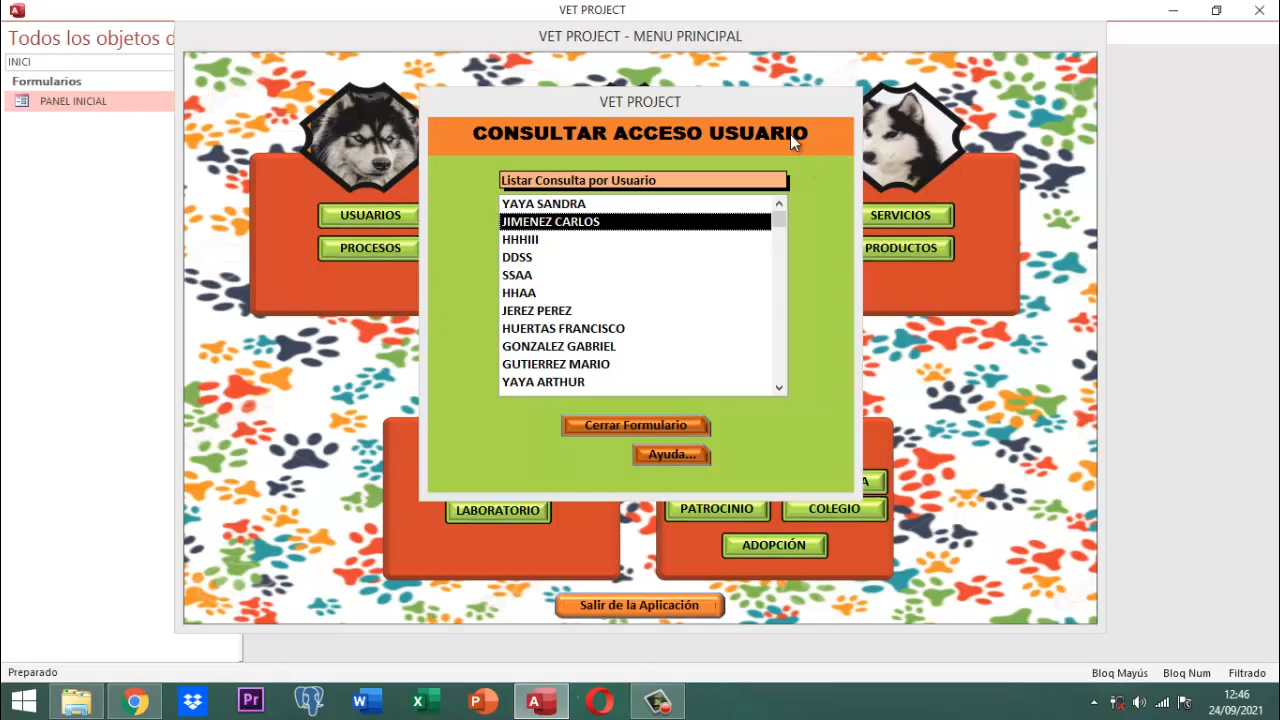 VET PROJECT
Todos los objetos d
VET PROJECT - MENU PRINCIPAL
INICI
Formularios
PANEL INICIAL
VET PROJECT
CONSULTAR ACCESO USUARIO
Listar Consulta por Usuario
YAYA SANDRA
JIMENEZ CARLOS
HHHIII
DDSS
SSAA
HHAA
JEREZ PEREZ
HUERTAS FRANCISCO
GONZALEZ GABRIEL
GUTIERREZ MARIO
YAYA ARTHUR
USUARIOS
SERVICIOS
PROCESOS
PRODUCTOS
Cerrar Formulario
Ayuda...
A
LABORATORIO
PATROCINIO
COLEGIO
ADOPCIÓN
Salir de la Aplicación
Preparado
Bloq Mayús
Bloq Num
Filtrado
12:46
24/09/2021